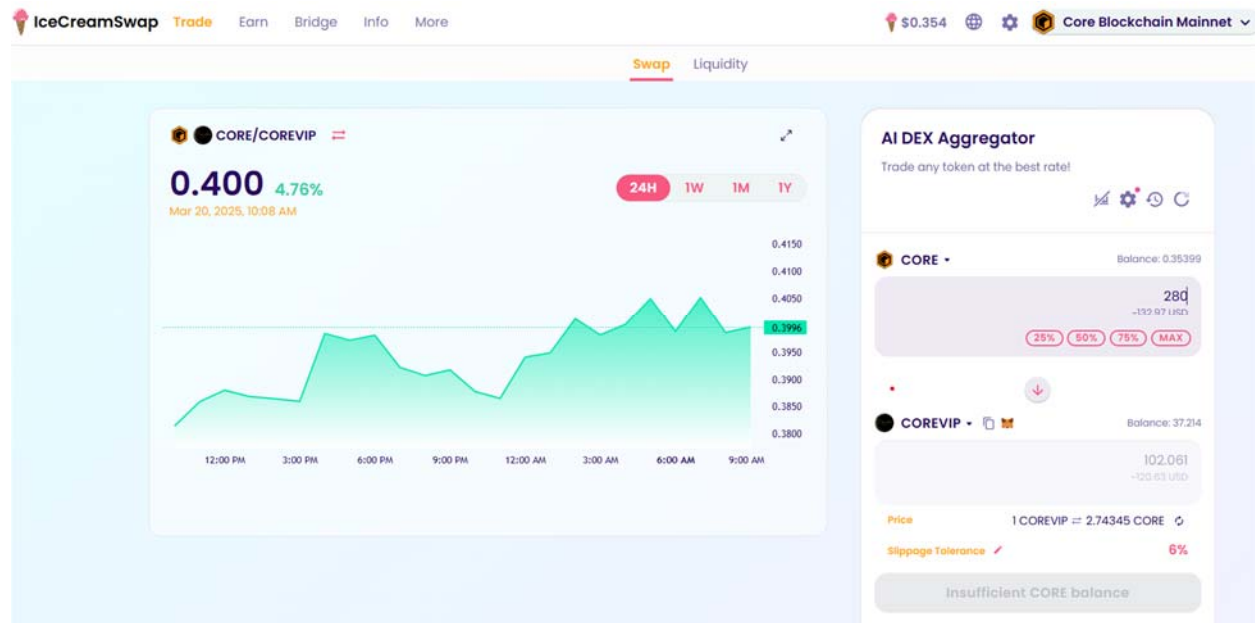 IceCreamSwap Trade Earn Bridge Info More $0.354 Core Blockchain Mainnet
Swap Liquidity
CORE/COREVIP
0.400 4.76%
Mar 20, 2025, 10:08 AM
24H 1W 1M 1Y
0.4150
0.4100
0.4050
0.3996
0.3950
0.3900
0.3850
0.3800
12:00 PM 3:00 PM 6:00 PM 9:00 PM 12:00 AM 3:00 AM 6:00 AM 9:00 AM
AI DEX Aggregator
Trade any token at the best rate!
CORE Balance: 0.35399
280
~132.97 USD
25% 50% 75% MAX
COREVIP Balance: 37.214
102.061
~120.63 USD
Price 1 COREVIP ⇌ 2.74345 CORE
Slippage Tolerance 6%
Insufficient CORE balance